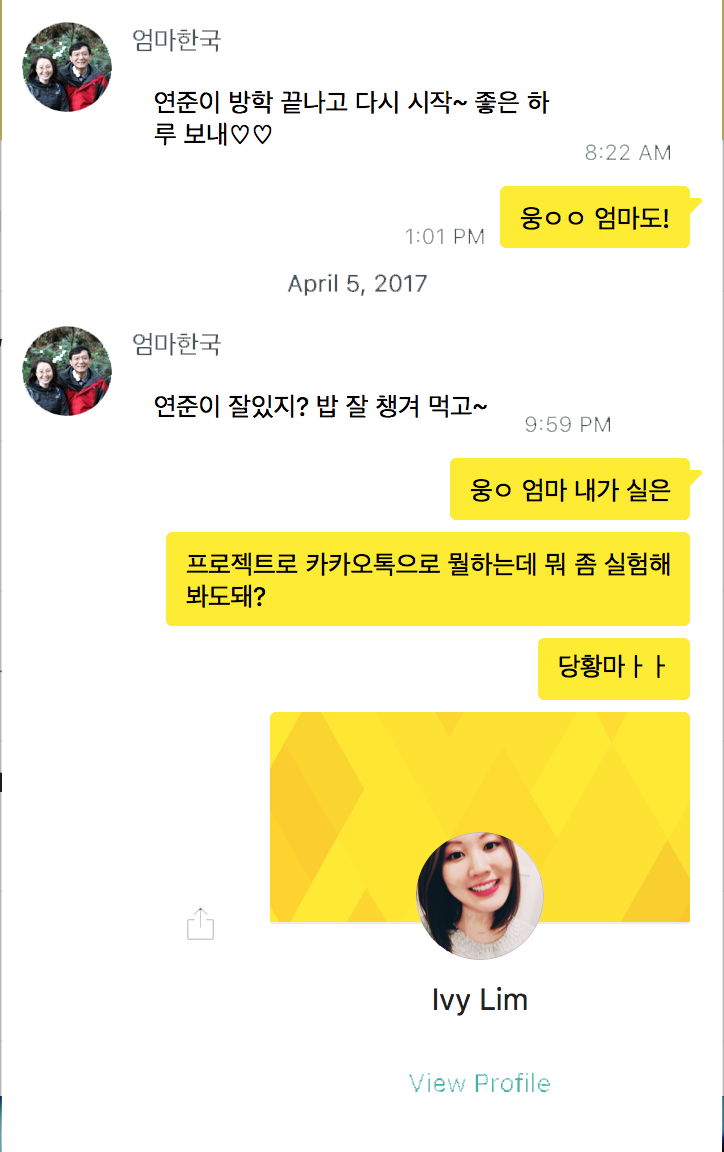 엄마한국
연준이 방학 끝나고 다시 시작~ 좋은 하
루 보내♡♡
8:22 AM
웅ㅇㅇ 엄마도!
1:01 PM
April 5, 2017
엄마한국
연준이 잘있지? 밥 잘 챙겨 먹고~
9:59 PM
웅ㅇ 엄마 내가 실은
프로젝트로 카카오톡으로 뭘하는데 뭐 좀 실험해
봐도돼?
당황마ㅏㅏ
Ivy Lim
View Profile